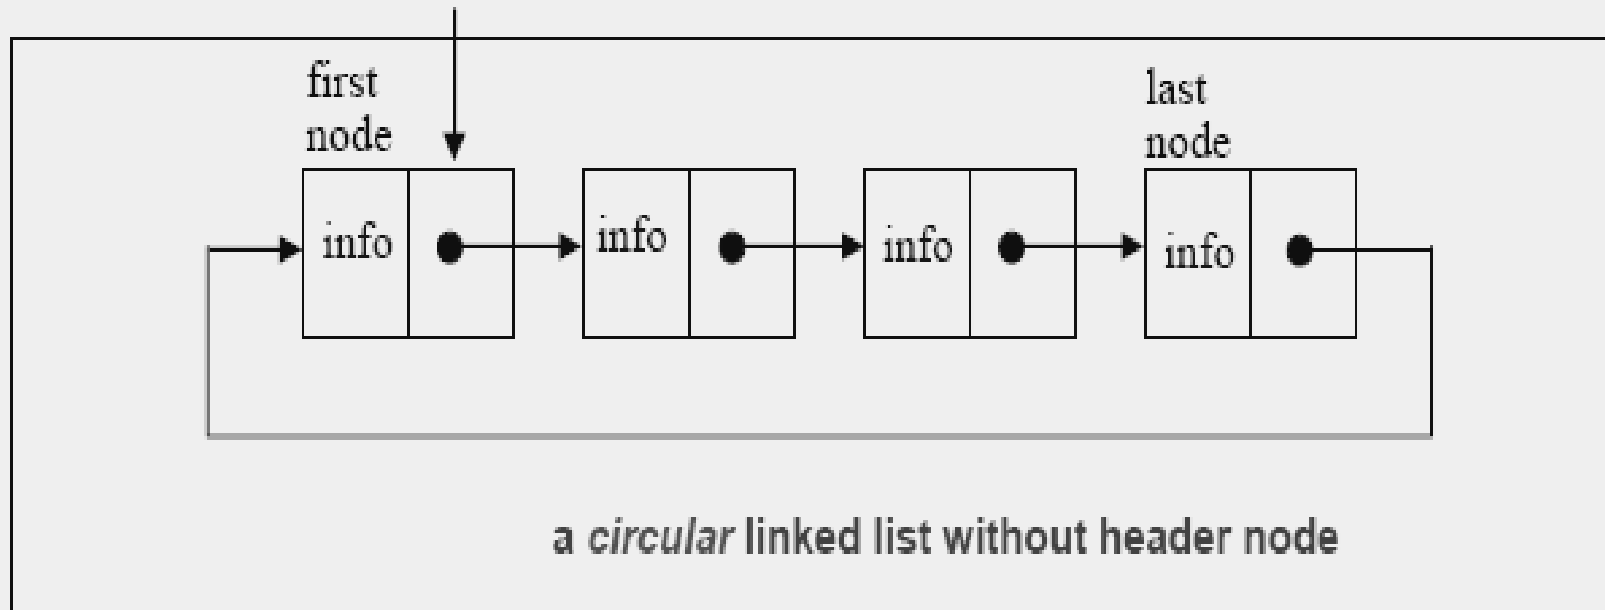 first
node
last
node
info
info
info
info
a circular linked list without header node